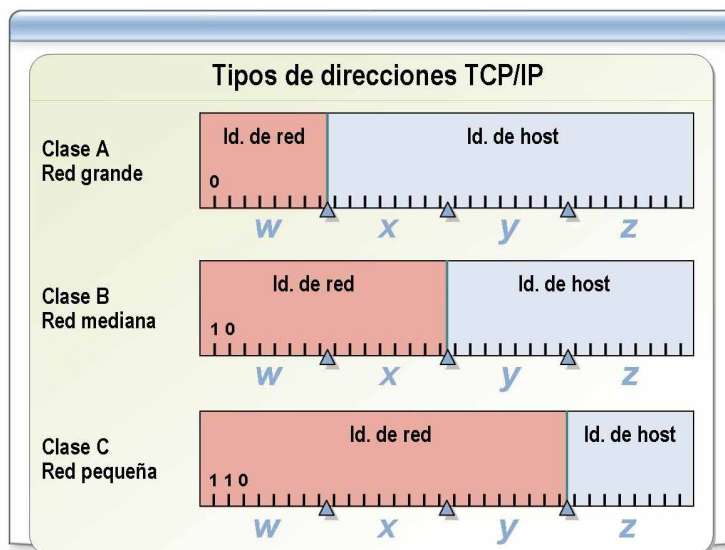 Tipos de direcciones TCP/IP
Clase A
Red grande
Id. de red
Id. de host
0
w x y z
Clase B
Red mediana
Id. de red
Id. de host
1 0
w x y z
Clase C
Red pequeña
Id. de red
Id. de host
1 1 0
w x y z